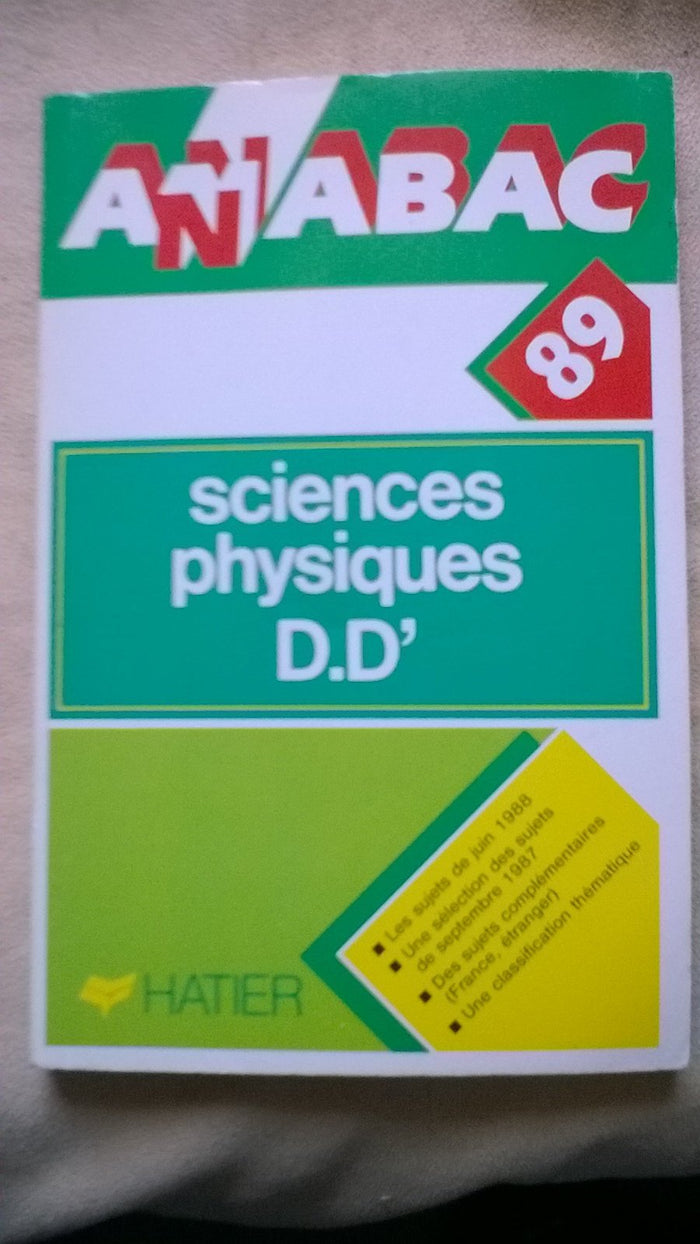 ANNABAC
89
sciences
physiques
D.D'
■ Les sujets de juin 1988
■ Une sélection des sujets
de septembre 1987
■ Des sujets complémentaires
(France, étranger)
■ Une classification thématique
HATIER